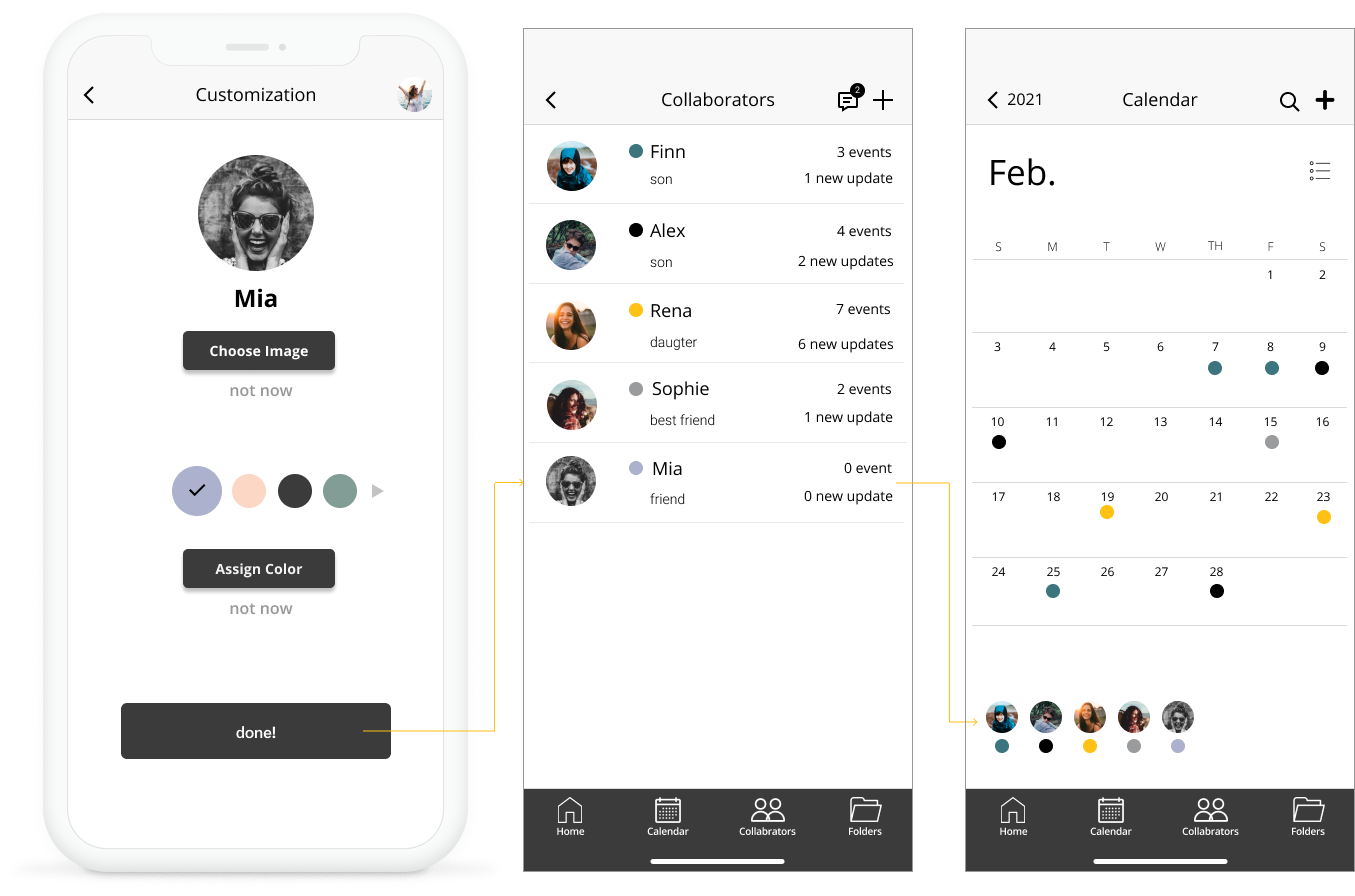 Customization
Mia
Choose Image
not now
Assign Color
not now
done!
Collaborators
2
Finn
3 events
son
1 new update
Alex
4 events
son
2 new updates
Rena
7 events
daugter
6 new updates
Sophie
2 events
best friend
1 new update
Mia
0 event
friend
0 new update
Home Calendar Collabrators Folders
2021 Calendar
Feb.
S M T W TH F S
1 2
3 4 5 6 7 8 9
10 11 12 13 14 15 16
17 18 19 20 21 22 23
24 25 26 27 28
Home Calendar Collabrators Folders